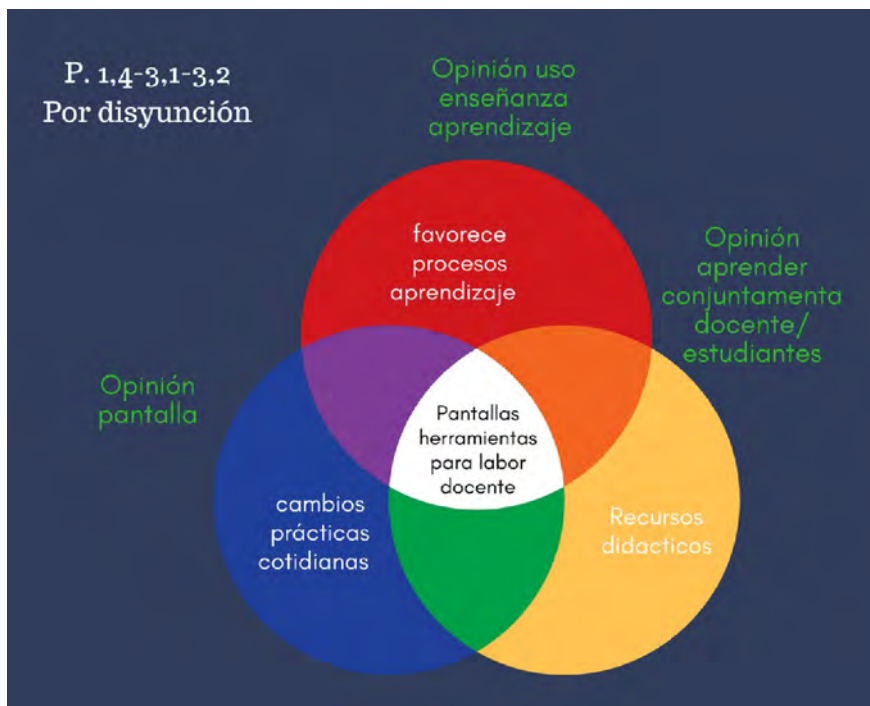 P. 1,4-3,1-3,2
Por disyunción
Opinión uso
enseñanza
aprendizaje
favorece
procesos
aprendizaje
Opinión
aprender
conjuntamenta
docente/
estudiantes
Opinión
pantalla
Pantallas
herramientas
para labor
docente
cambios
prácticas
cotidianas
Recursos
didacticos